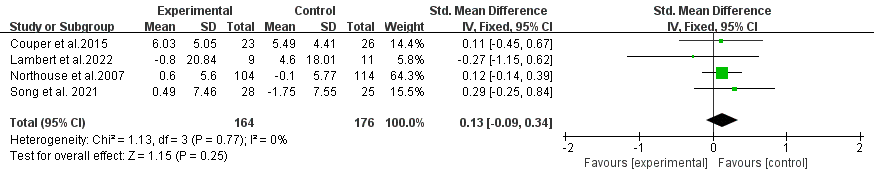 Experimental Control Std. Mean Difference Std. Mean Difference
Study or Subgroup Mean SD Total Mean SD Total Weight IV, Fixed, 95% CI IV, Fixed, 95% CI
Couper et al.2015 6.03 5.05 23 5.49 4.41 26 14.4% 0.11 [-0.45, 0.67]
Lambert et al.2022 -0.8 20.84 9 4.6 18.01 11 5.8% -0.27 [-1.15, 0.62]
Northouse et al.2007 0.6 5.6 104 -0.1 5.77 114 64.3% 0.12 [-0.14, 0.39]
Song et al. 2021 0.49 7.46 28 -1.75 7.55 25 15.5% 0.29 [-0.25, 0.84]
Total (95% CI) 164 176 100.0% 0.13 [-0.09, 0.34]
Heterogeneity: Chi² = 1.13, df = 3 (P = 0.77); I² = 0%
Test for overall effect: Z = 1.15 (P = 0.25)
-2 -1 0 1 2
Favours [experimental] Favours [control]